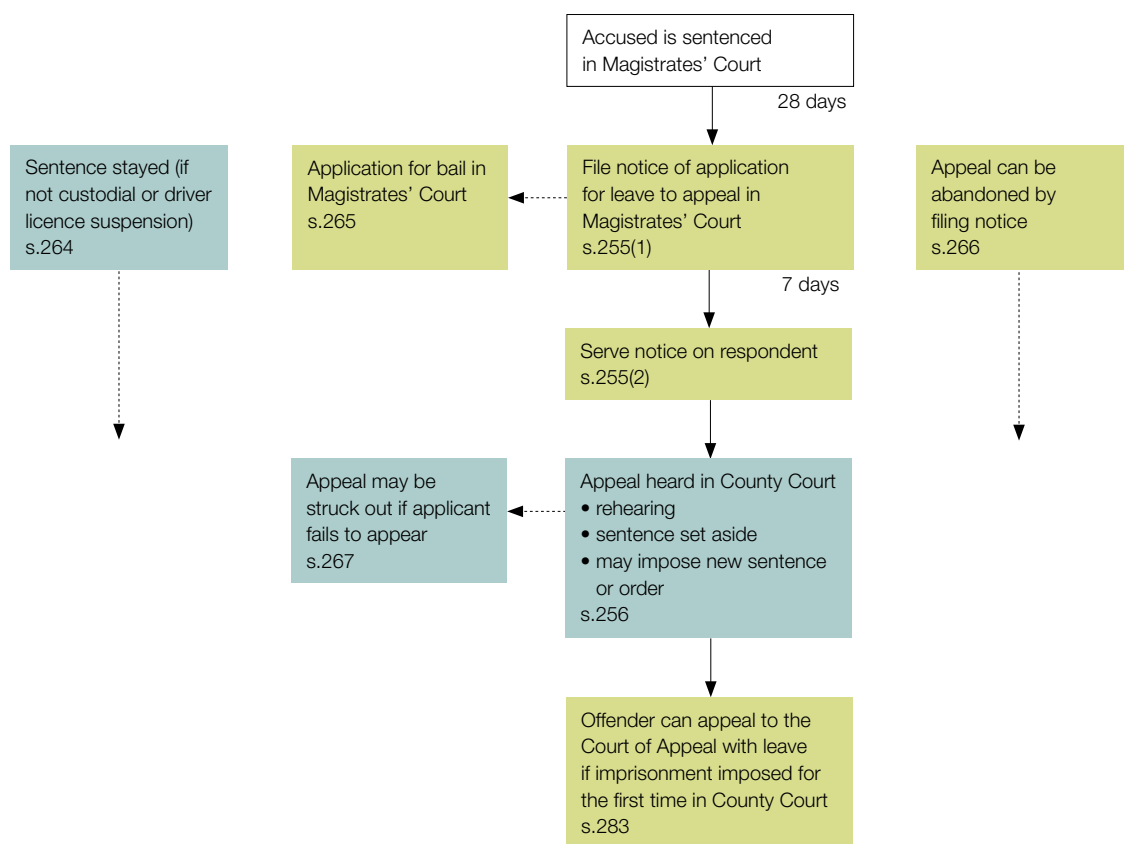 Accused is sentenced
in Magistrates’ Court
28 days
Sentence stayed (if
not custodial or driver
licence suspension)
s.264
Application for bail in
Magistrates’ Court
s.265
File notice of application
for leave to appeal in
Magistrates’ Court
s.255(1)
Appeal can be
abandoned by
filing notice
s.266
7 days
Serve notice on respondent
s.255(2)
Appeal may be
struck out if applicant
fails to appear
s.267
Appeal heard in County Court
• rehearing
• sentence set aside
• may impose new sentence
or order
s.256
Offender can appeal to the
Court of Appeal with leave
if imprisonment imposed for
the first time in County Court
s.283